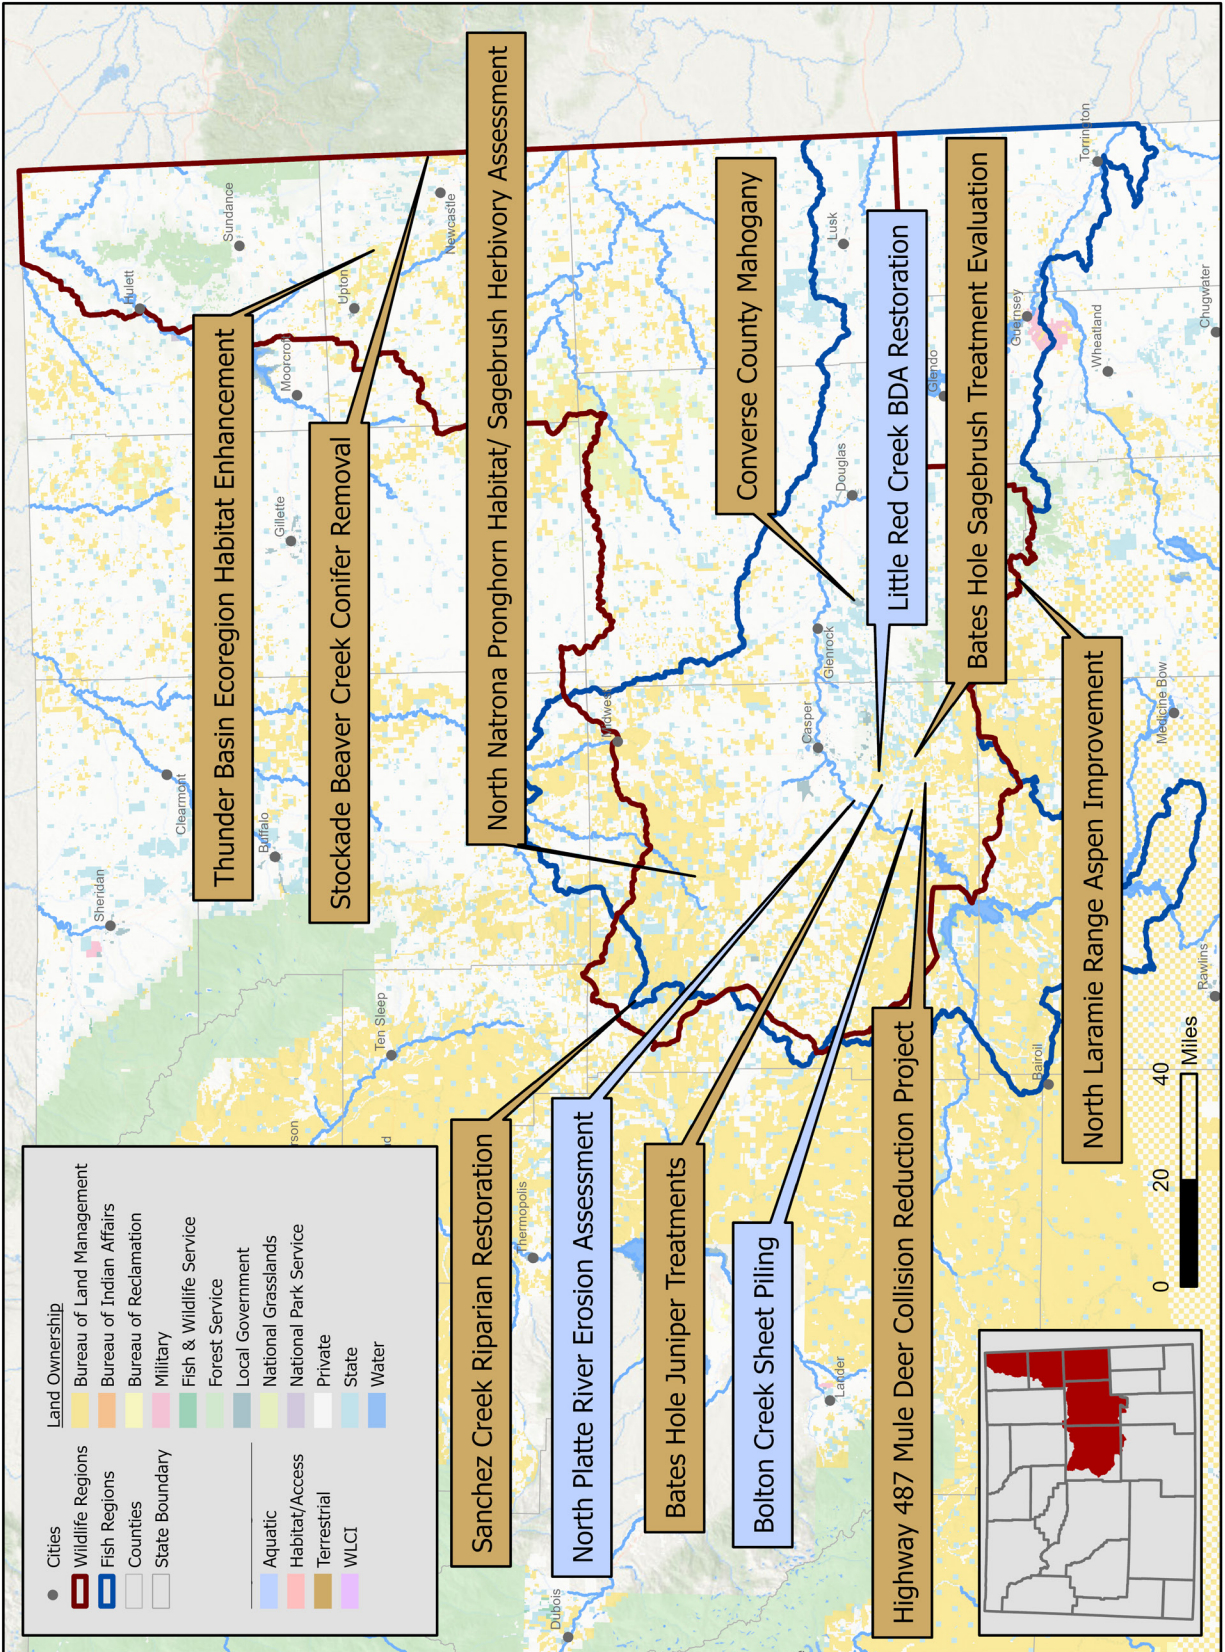 Cities
Wildlife Regions
Fish Regions
Counties
State Boundary
Aquatic
Habitat/Access
Terrestrial
WLCI
Land Ownership
Bureau of Land Management
Bureau of Indian Affairs
Bureau of Reclamation
Military
Fish & Wildlife Service
Forest Service
Local Government
National Grasslands
National Park Service
Private
State
Water
Thunder Basin Ecoregion Habitat Enhancement
Stockade Beaver Creek Conifer Removal
North Natrona Pronghorn Habitat/ Sagebrush Herbivory Assessment
Converse County Mahogany
Little Red Creek BDA Restoration
Bates Hole Sagebrush Treatment Evaluation
North Laramie Range Aspen Improvement
Sanchez Creek Riparian Restoration
North Platte River Erosion Assessment
Bates Hole Juniper Treatments
Bolton Creek Sheet Piling
Highway 487 Mule Deer Collision Reduction Project
Sheridan
Clearmont
Buffalo
Gillette
Moorcroft
Hulett
Sundance
Upton
Newcastle
Ten Sleep
rson
d
Thermopolis
Midwest
Casper
Glenrock
Douglas
Lusk
Glendo
Guernsey
Torrington
Wheatland
Chugwater
Medicine Bow
Rawlins
Bairoil
Lander
Dubois
0 20 40
Miles